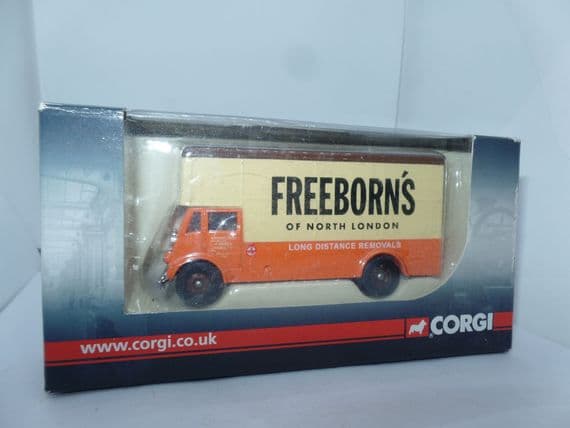 FREEBORN'S
OF NORTH LONDON
LONG DISTANCE REMOVALS
CORGI
www.corgi.co.uk